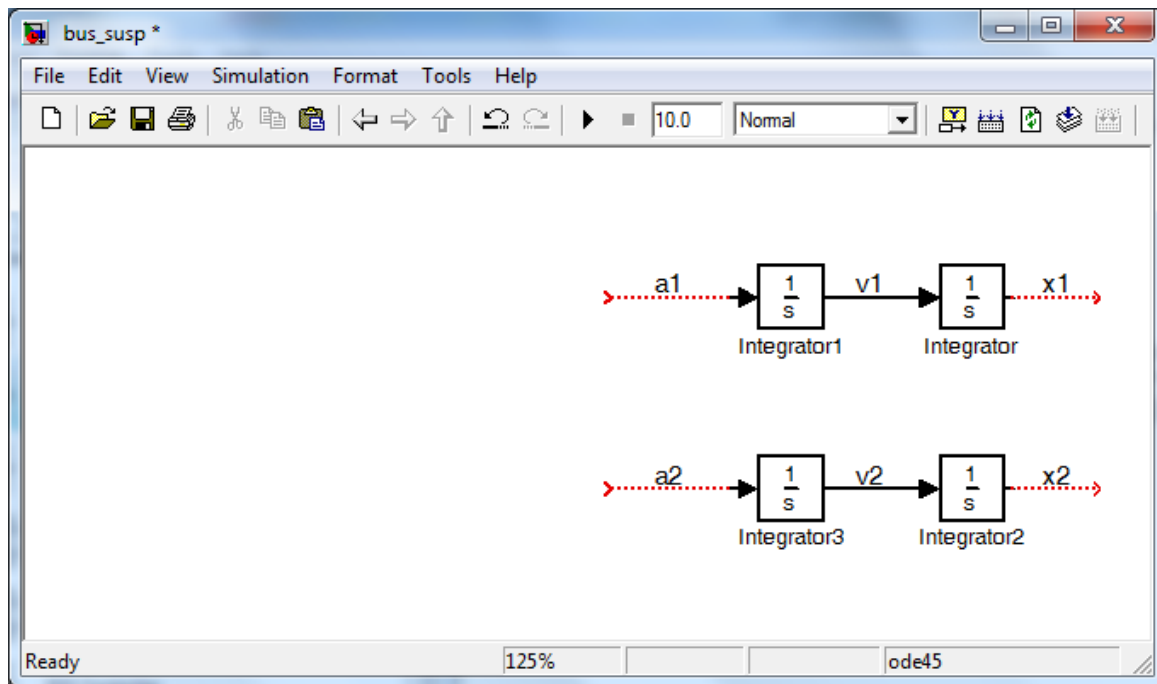 bus_susp *
File Edit View Simulation Format Tools Help
10.0 Normal
a1 1 s v1 1 s x1
Integrator1 Integrator
a2 1 s v2 1 s x2
Integrator3 Integrator2
Ready 125% ode45